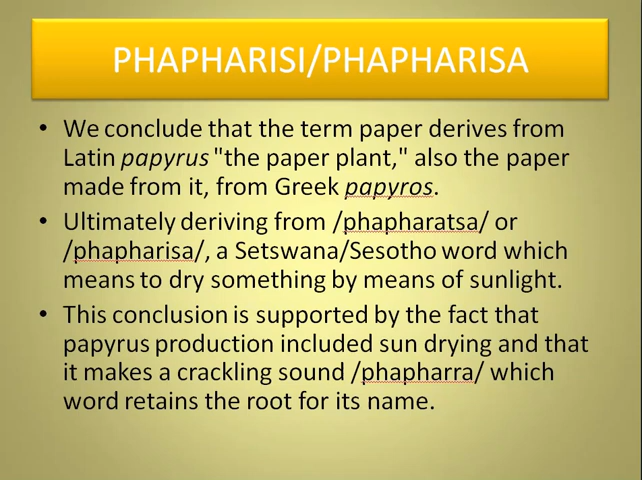 PHAPHARISI/PHAPHARISA
• We conclude that the term paper derives from
Latin papyrus "the paper plant," also the paper
made from it, from Greek papyros.
• Ultimately deriving from /phapharatsa/ or
/phapharisa/, a Setswana/Sesotho word which
means to dry something by means of sunlight.
• This conclusion is supported by the fact that
papyrus production included sun drying and that
it makes a crackling sound /phapharra/ which
word retains the root for its name.